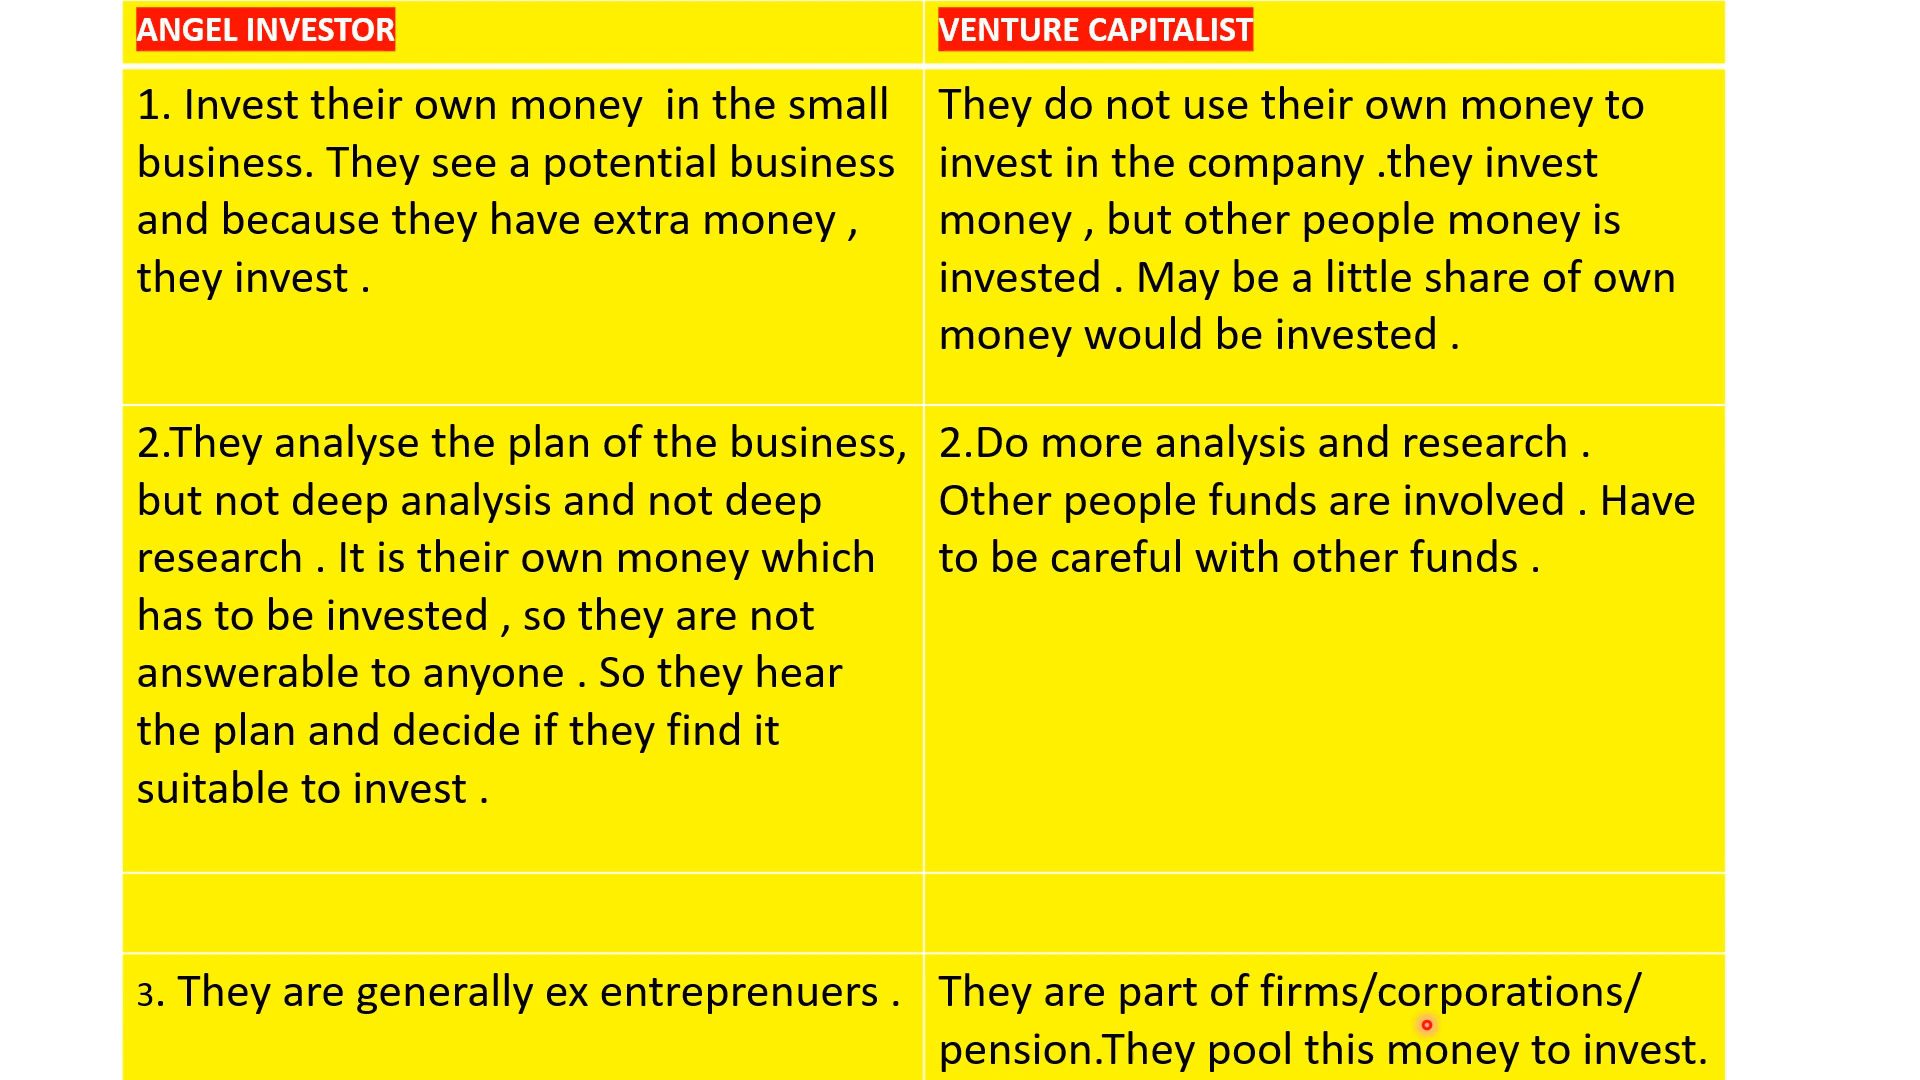 ANGEL INVESTOR
VENTURE CAPITALIST
1. Invest their own money  in the small
business. They see a potential business
and because they have extra money ,
they invest .
They do not use their own money to
invest in the company .they invest
money , but other people money is
invested . May be a little share of own
money would be invested .
2.They analyse the plan of the business,
but not deep analysis and not deep
research . It is their own money which
has to be invested , so they are not
answerable to anyone . So they hear
the plan and decide if they find it
suitable to invest .
2.Do more analysis and research .
Other people funds are involved . Have
to be careful with other funds .
3. They are generally ex entreprenuers .
They are part of firms/corporations/
pension.They pool this money to invest.